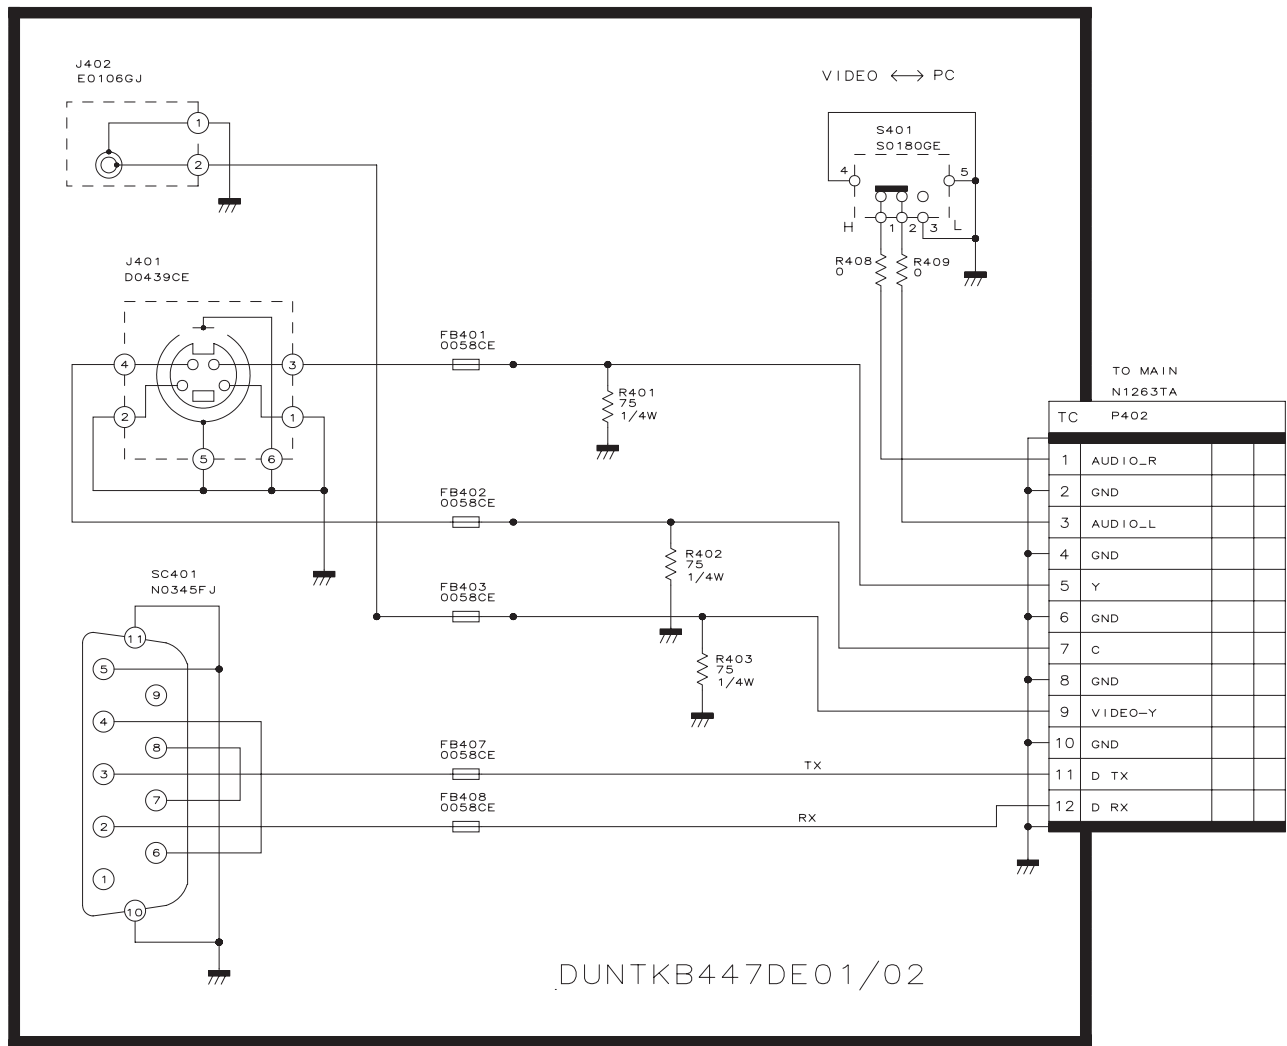 J402
E0106GJ
1
2
VIDEO ↔ PC
S401
S0180GE
4
5
H
1
2
3
L
R408
0
R409
0
J401
D0439CE
4
3
2
1
5
6
FB401
0058CE
R401
75
1/4W
FB402
0058CE
R402
75
1/4W
FB403
0058CE
R403
75
1/4W
SC401
N0345FJ
11
5
9
4
8
3
7
2
6
1
10
FB407
0058CE
TX
FB408
0058CE
RX
TO MAIN
N1263TA
TC P402
1 AUDIO_R
2 GND
3 AUDIO_L
4 GND
5 Y
6 GND
7 C
8 GND
9 VIDEO-Y
10 GND
11 D TX
12 D RX
DUNTKB447DE01/02